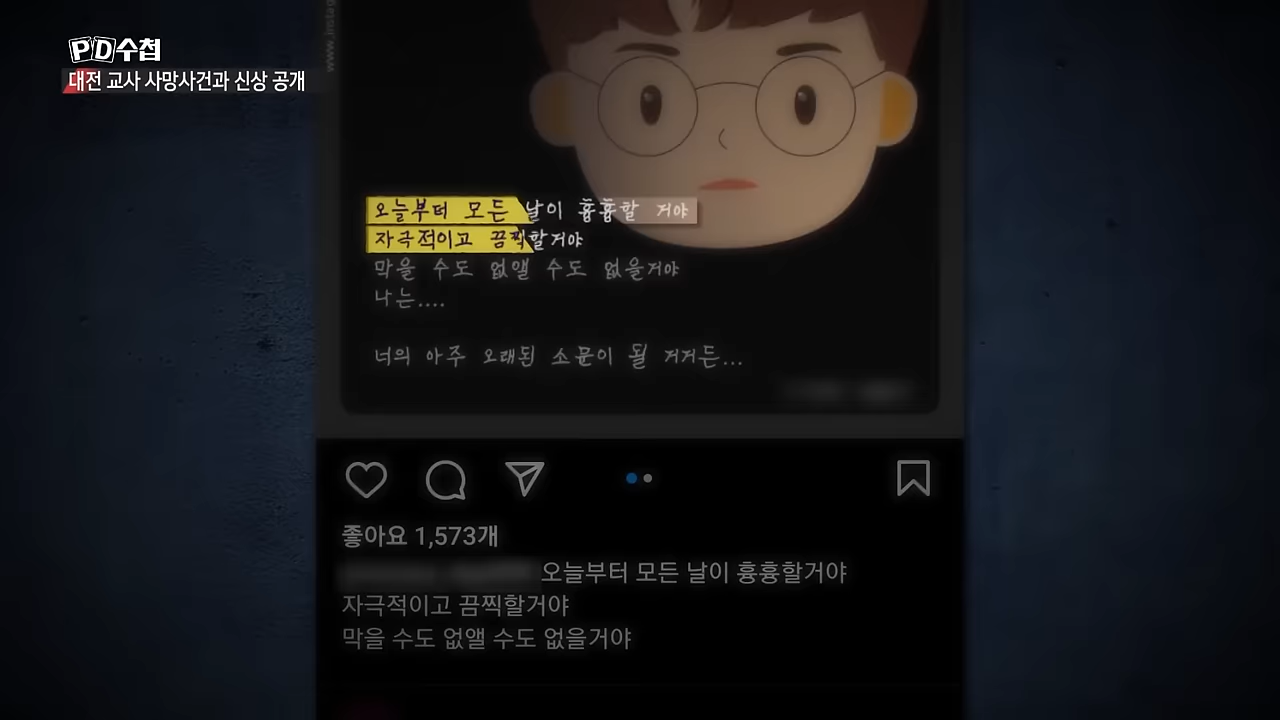 PD수첩
대전 교사 사망사건과 신상 공개
오늘부터 모든 날이 흉흉할 거야
자극적이고 끔찍할거야
막을 수도 없앨 수도 없을거야
나는....
너의 아주 오래된 소문이 될 거거든...
좋아요 1,573개
오늘부터 모든 날이 흉흉할거야
자극적이고 끔찍할거야
막을 수도 없앨 수도 없을거야